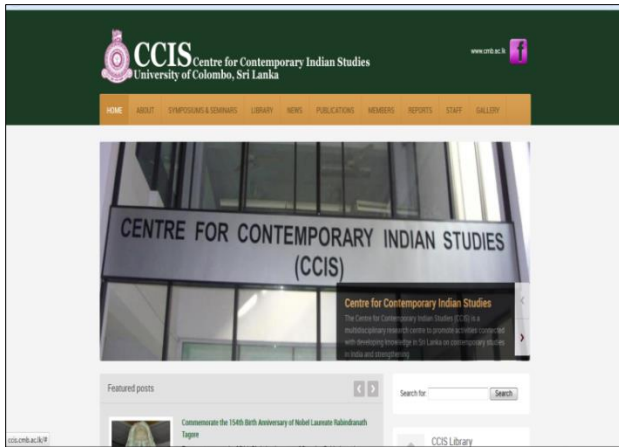 CCIS Centre for Contemporary Indian Studies
University of Colombo, Sri Lanka
www.cmb.ac.lk
f
HOME ABOUT SYMPOSIUMS & SEMINARS LIBRARY NEWS PUBLICATIONS MEMBERS REPORTS STAFF GALLERY
CENTRE FOR CONTEMPORARY INDIAN STUDIES
(CCIS)
Centre for Contemporary Indian Studies
The Centre for Contemporary Indian Studies (CCIS) is a
multidisciplinary research centre to promote activities connected
with developing knowledge in Sri Lanka on contemporary studies
in India and strengthening
Featured posts
Search for: Search
Commemorate the 154th Birth Anniversary of Nobel Laureate Rabindranath
Tagore
CCIS Library
ccis.cmb.ac.lk/#